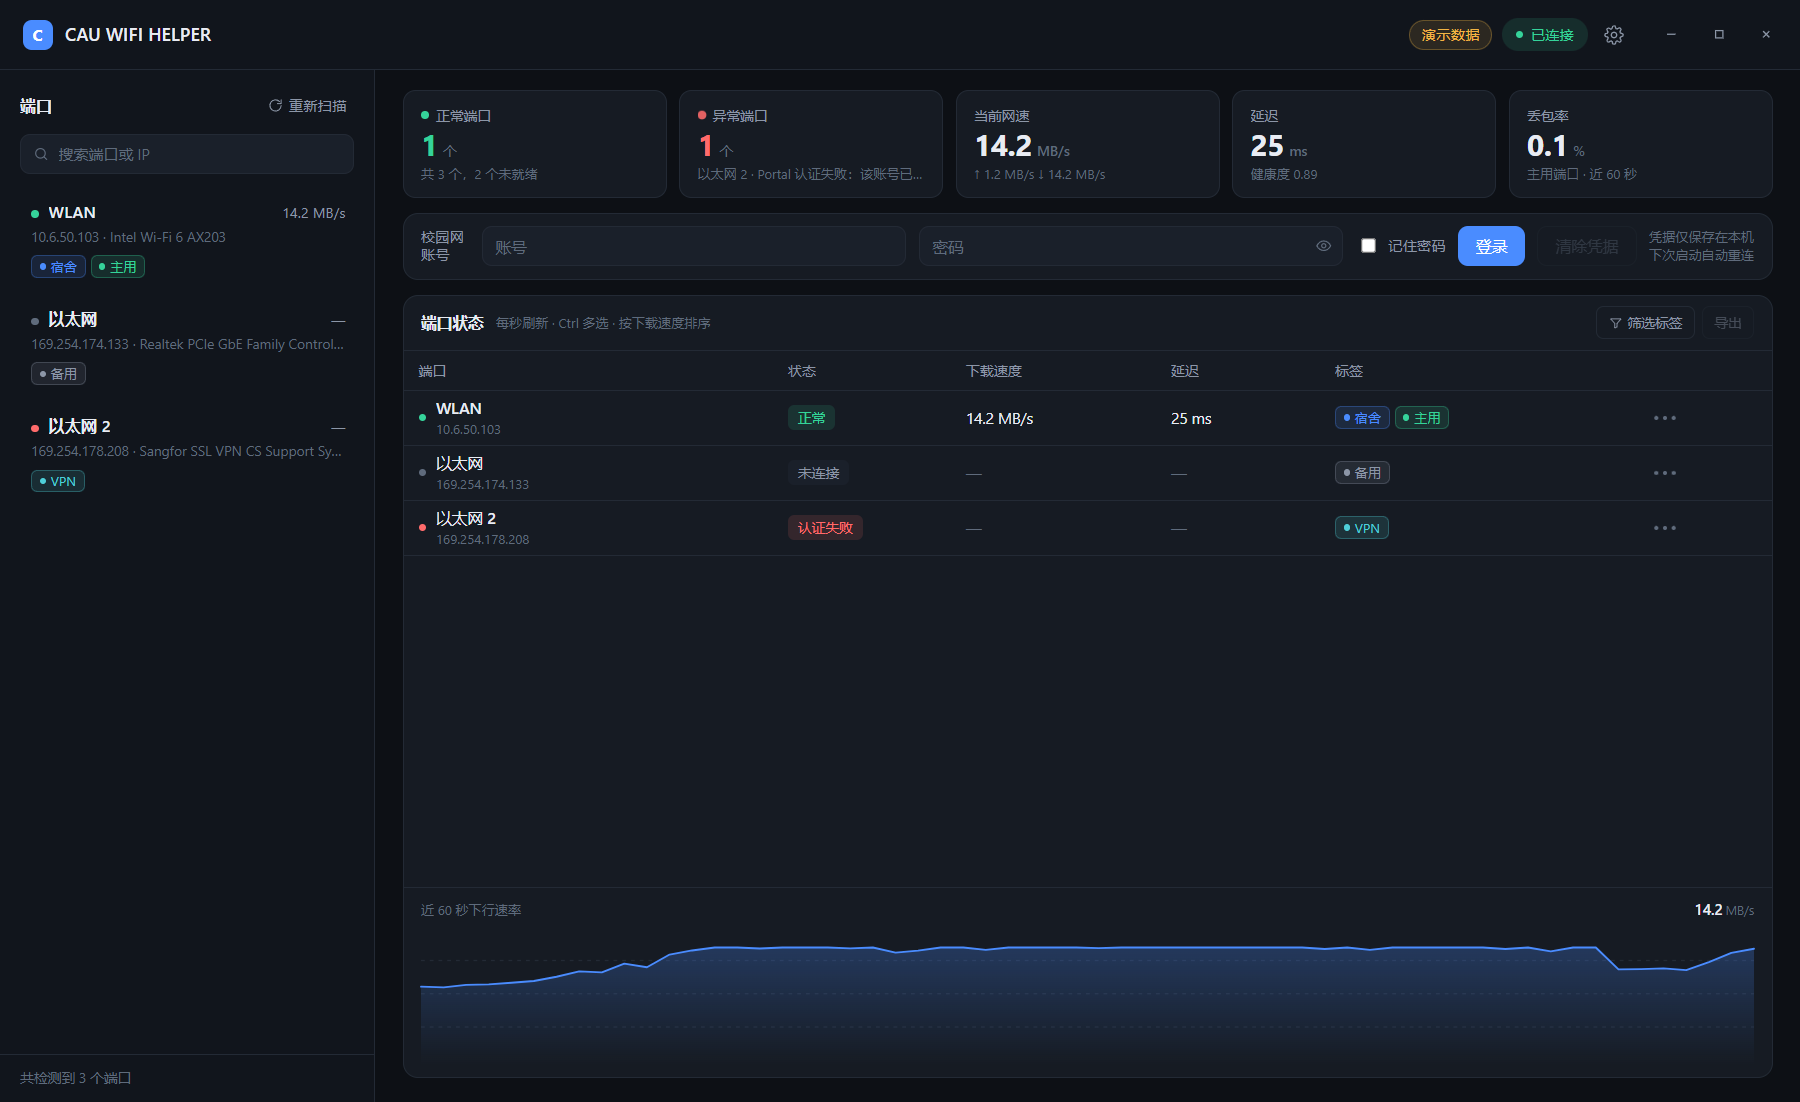 C CAU WIFI HELPER
演示数据
已连接
端口
重新扫描
搜索端口或 IP
WLAN
14.2 MB/s
10.6.50.103 · Intel Wi-Fi 6 AX203
宿舍
主用
以太网
—
169.254.174.133 · Realtek PCIe GbE Family Control...
备用
以太网 2
—
169.254.178.208 · Sangfor SSL VPN CS Support Sy...
VPN
共检测到 3 个端口
正常端口
1 个
共 3 个，2 个未就绪
异常端口
1 个
以太网 2 · Portal 认证失败：该账号已...
当前网速
14.2 MB/s
↑ 1.2 MB/s ↓ 14.2 MB/s
延迟
25 ms
健康度 0.89
丢包率
0.1 %
主用端口 · 近 60 秒
校园网
账号
账号
密码
记住密码
登录
清除凭据
凭据仅保存在本机
下次启动自动重连
端口状态
每秒刷新 · Ctrl 多选 · 按下载速度排序
筛选标签
导出
端口
状态
下载速度
延迟
标签
WLAN
10.6.50.103
正常
14.2 MB/s
25 ms
宿舍
主用
以太网
169.254.174.133
未连接
—
—
备用
以太网 2
169.254.178.208
认证失败
—
—
VPN
近 60 秒下行速率
14.2 MB/s